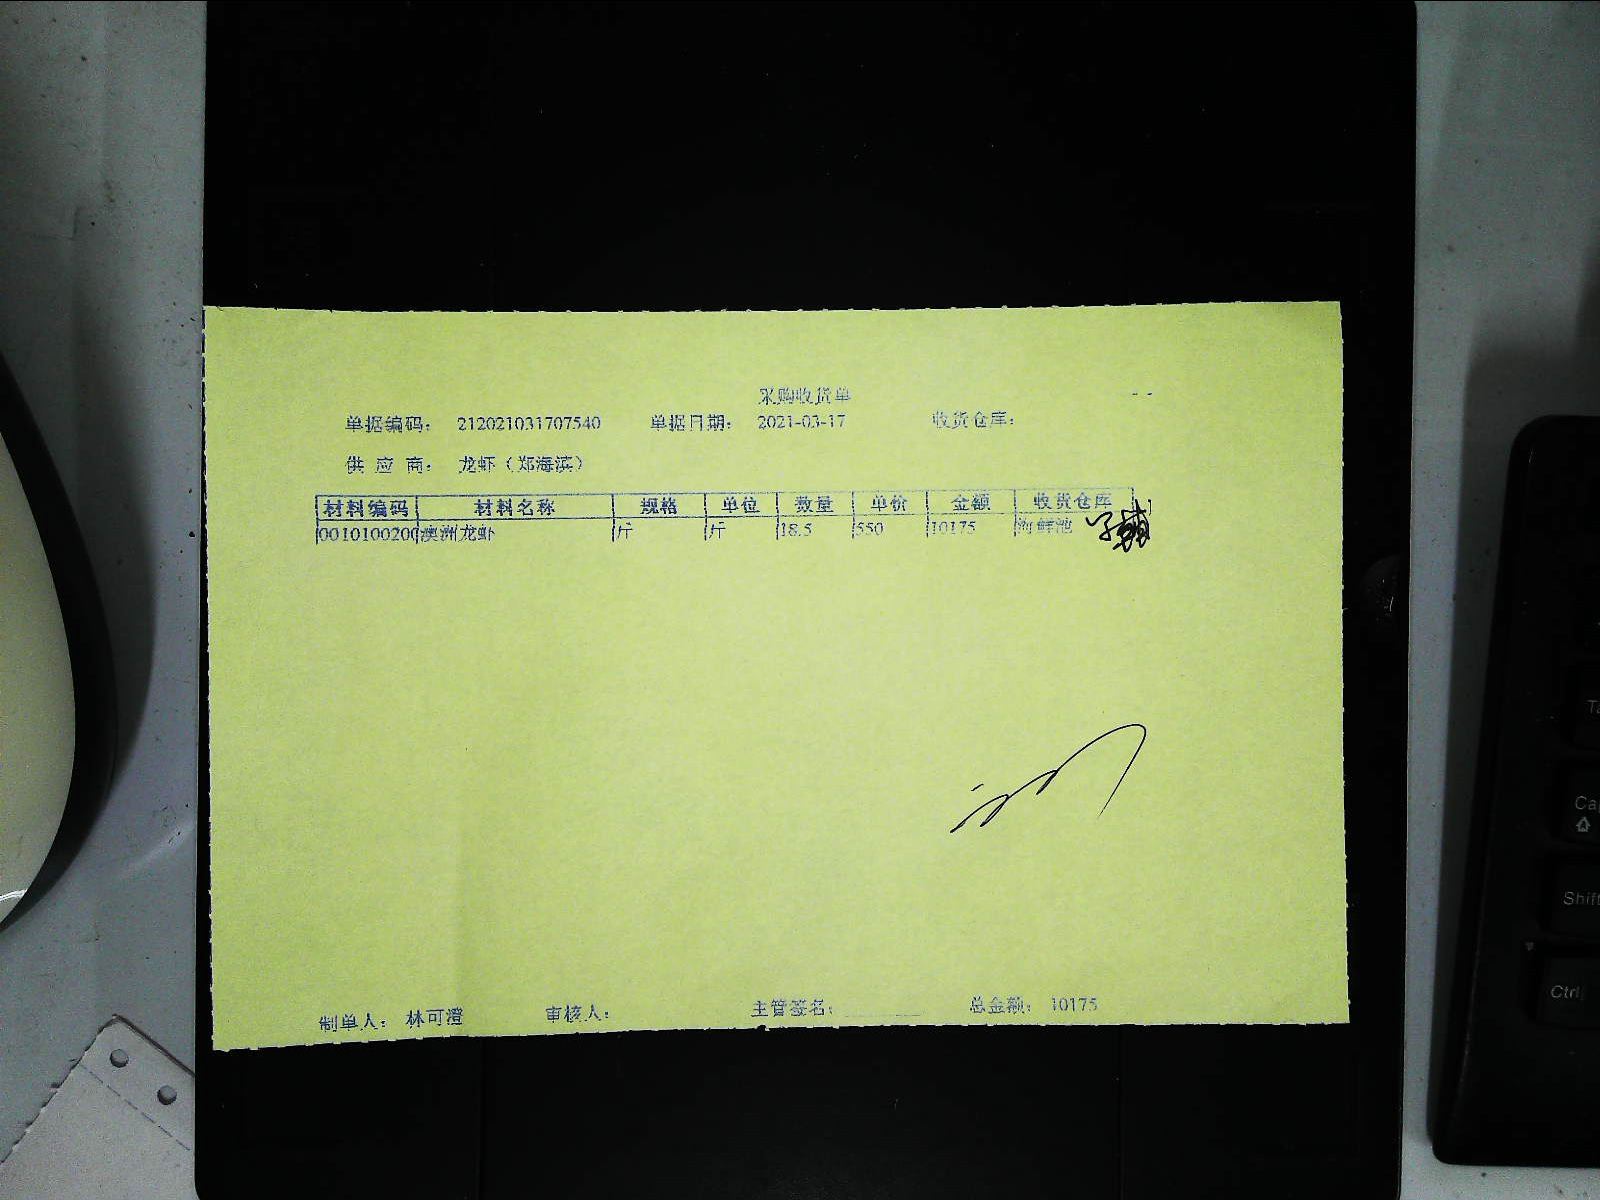 采购收货单
单据编码： 212021031707540 单据日期： 2021-03-17 收货仓库：
供 应 商： 龙虾（郑海滨）
材料编码 材料名称 规格 单位 数量 单价 金额 收货仓库
0010100200 澳洲龙虾 斤 斤 18.5 550 10175 海鲜池
制单人： 林可澄 审核人： 主管签名： 总金额： 10175
Shift
Ctrl